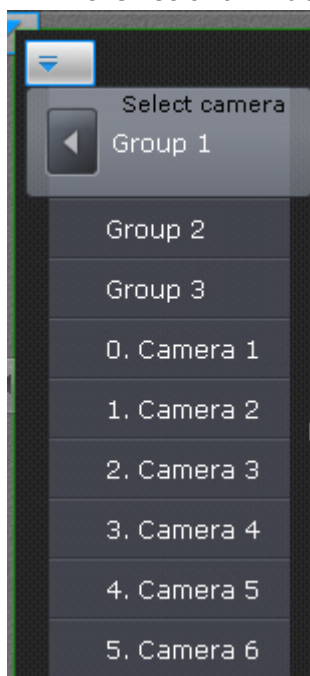 Select camera
Group 1
Group 2
Group 3
0. Camera 1
1. Camera 2
2. Camera 3
3. Camera 4
4. Camera 5
5. Camera 6